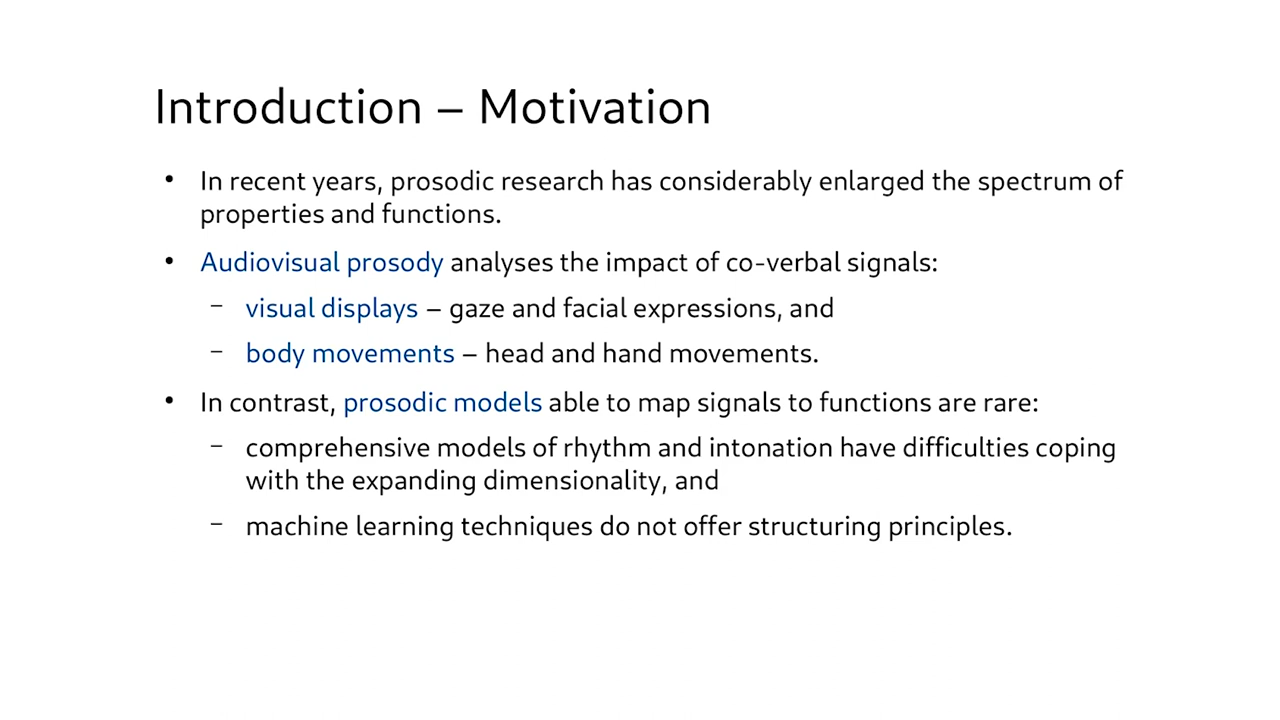 Introduction – Motivation
• In recent years, prosodic research has considerably enlarged the spectrum of
properties and functions.
• Audiovisual prosody analyses the impact of co-verbal signals:
– visual displays – gaze and facial expressions, and
– body movements – head and hand movements.
• In contrast, prosodic models able to map signals to functions are rare:
– comprehensive models of rhythm and intonation have difficulties coping
with the expanding dimensionality, and
– machine learning techniques do not offer structuring principles.